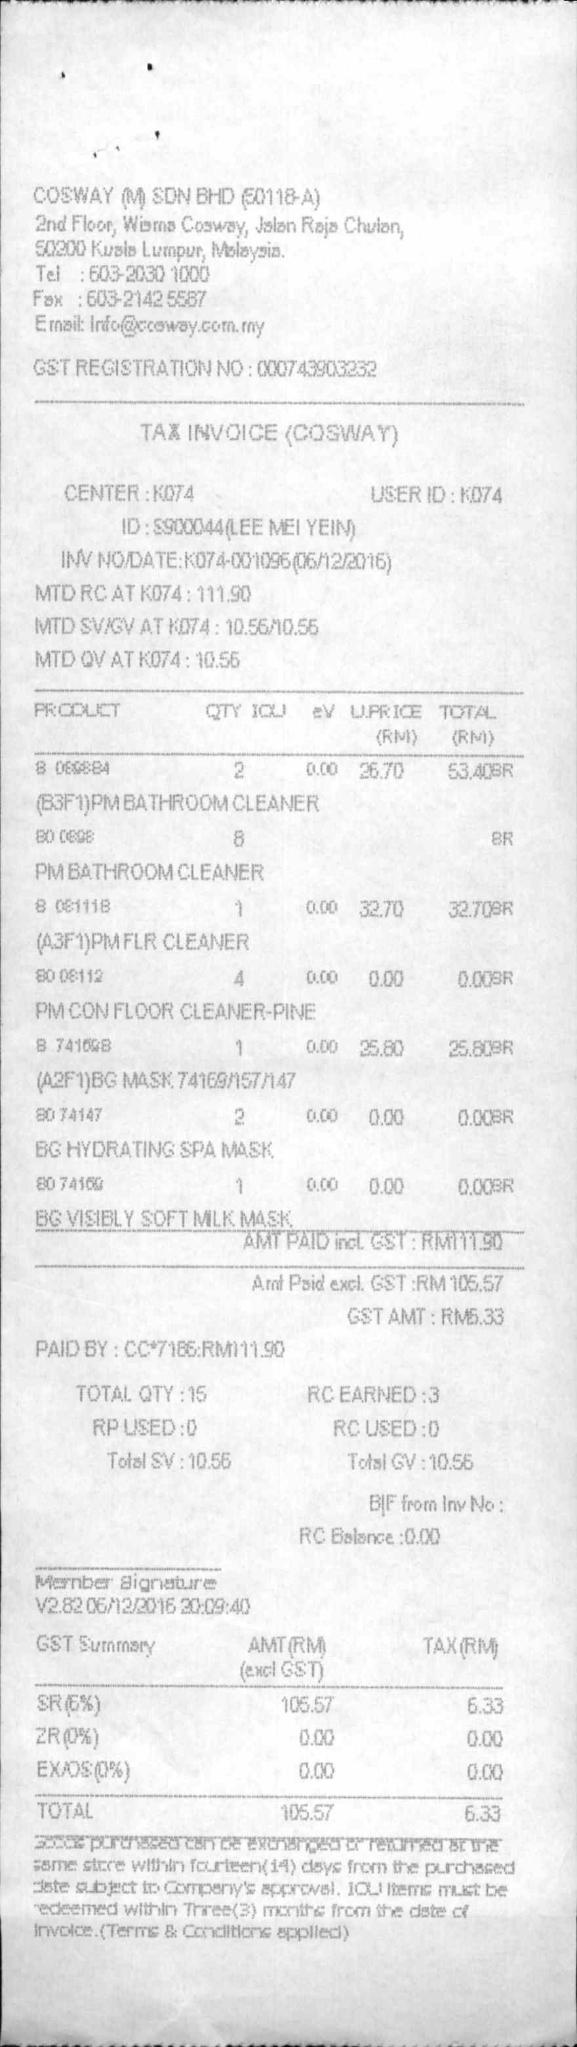 COSWAY (M) SDN BHD (50118-A)
2nd Floor, Wisma Cosway, Jalan Raja Chulan,
50200 Kuala Lumpur, Malaysia.
Tel : 603-2030 1000
Fax : 603-2142 5587
Email: Info@cosway.com.my
GST REGISTRATION NO : 000743903232
TAX INVOICE (COSWAY)
CENTER : K074 USER ID : K074
ID : S900044(LEE MEI YEIN)
INV NO/DATE:K074-001096(06/12/2016)
MTD RC AT K074 : 111.90
MTD SV/GV AT K074 : 10.56/10.56
MTD QV AT K074 : 10.56
PRODUCT QTY IOU eV U.PRICE TOTAL
(RM) (RM)
2 0.00 26.70 53.40SR
(B3F1)PM BATHROOM CLEANER
8 SR
PM BATHROOM CLEANER
8 081118 1 0.00 32.70 32.70SR
(A3F1)PM FLR CLEANER
80 08112 4 0.00 0.00 0.00SR
PM CON FLOOR CLEANER-PINE
8 741698 1 0.00 25.80 25.80SR
(A2F1)BG MASK 74169/157/147
80 74147 2 0.00 0.00 0.00SR
BG HYDRATING SPA MASK
80 74169 1 0.00 0.00 0.00SR
BG VISIBLY SOFT MILK MASK
AMT PAID incl. GST : RM111.90
Amt Paid excl. GST :RM 105.57
GST AMT : RM6.33
PAID BY : CC*7186:RM111.90
TOTAL QTY :15 RC EARNED :3
RP USED :0 RC USED :0
Total SV : 10.56 Total GV : 10.56
B/F from Inv No :
RC Balance :0.00
Member Signature
V2.82 06/12/2016 20:09:40
GST Summary AMT(RM) TAX(RM)
(excl GST)
SR(6%) 105.57 6.33
ZR(0%) 0.00 0.00
EX/OS(0%) 0.00 0.00
TOTAL 105.57 6.33
Goods purchased can be exchanged or returned at the
same store within fourteen(14) days from the purchased
date subject to Company's approval. IOU items must be
redeemed within Three(3) months from the date of
invoice.(Terms & Conditions applied)